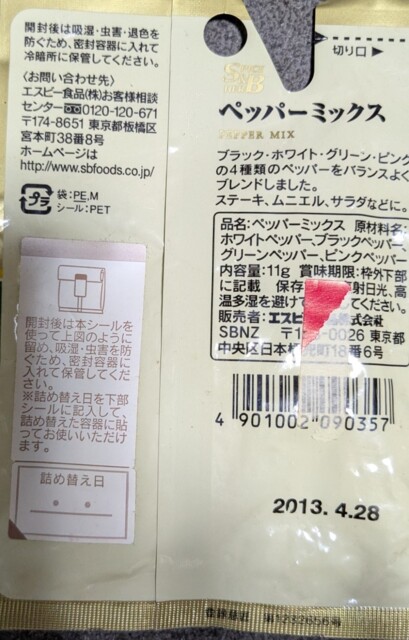 開封後は吸湿・虫害・退色を
防ぐため、密封容器に入れて
冷暗所に保管してください。
〈お問い合わせ先〉
エスビー食品(株)お客様相談
センター 0120-120-671
〒174-8651 東京都板橋区
宮本町38番8号
ホームページは
http://www.sbfoods.co.jp/
プラ
袋:PE,M
シール:PET
開封後は本シールを
使って上図のように
留め、吸湿・虫害を防
ぐため、密封容器に
入れて保管してくだ
さい。
※詰め替え日を下部
シールに記入して、
詰め替えた容器に貼
ってお使いいただけ
ます。
詰め替え日
切り口▶
ペッパーミックス
PEPPER MIX
ブラック・ホワイト・グリーン・ピンク
の4種類のペッパーをバランスよく
ブレンドしました。
ステーキ、ムニエル、サラダなどに。
品名:ペッパーミックス 原材料名:
ホワイトペッパー,ブラックペッパー,
グリーンペッパー,ピンクペッパー
内容量:11g 賞味期限:枠外下部
に記載 保存 射日光、高
温多湿を避け てください。
販売者:エスビ 株式会社
SBNZ 〒1 -0026 東京都
中央区日本橋 町18番6号
4 901002 090357
2013.4.28
第1232656号